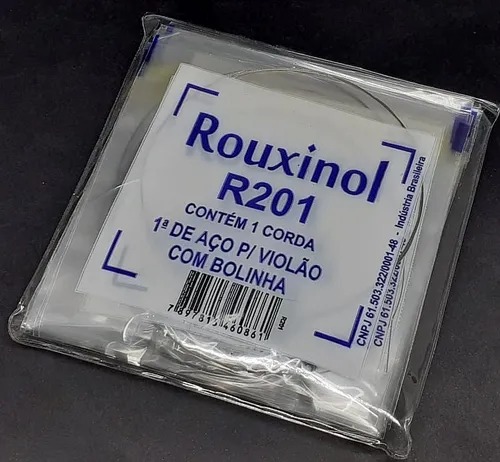 Rouxinol
R201
CONTÉM 1 CORDA
1ª DE AÇO P/ VIOLÃO
COM BOLINHA
CNPJ 61.503.322/0001-48 - Indústria Brasileira